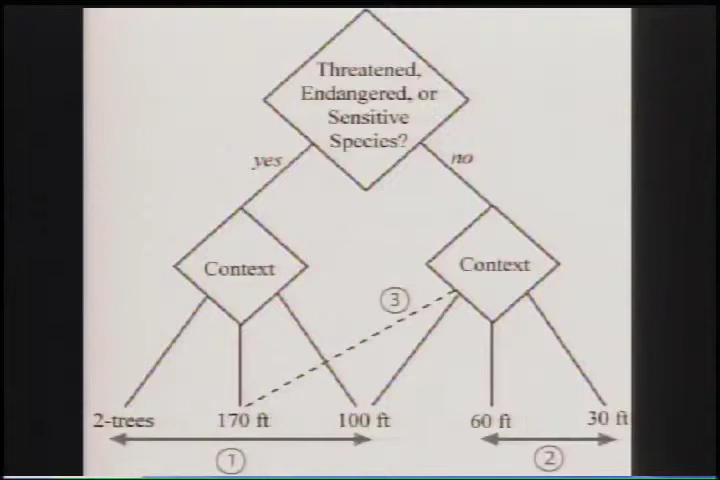 Threatened,
Endangered, or
Sensitive
Species?
yes
no
Context
Context
3
2-trees
170 ft
100 ft
60 ft
30 ft
1
2